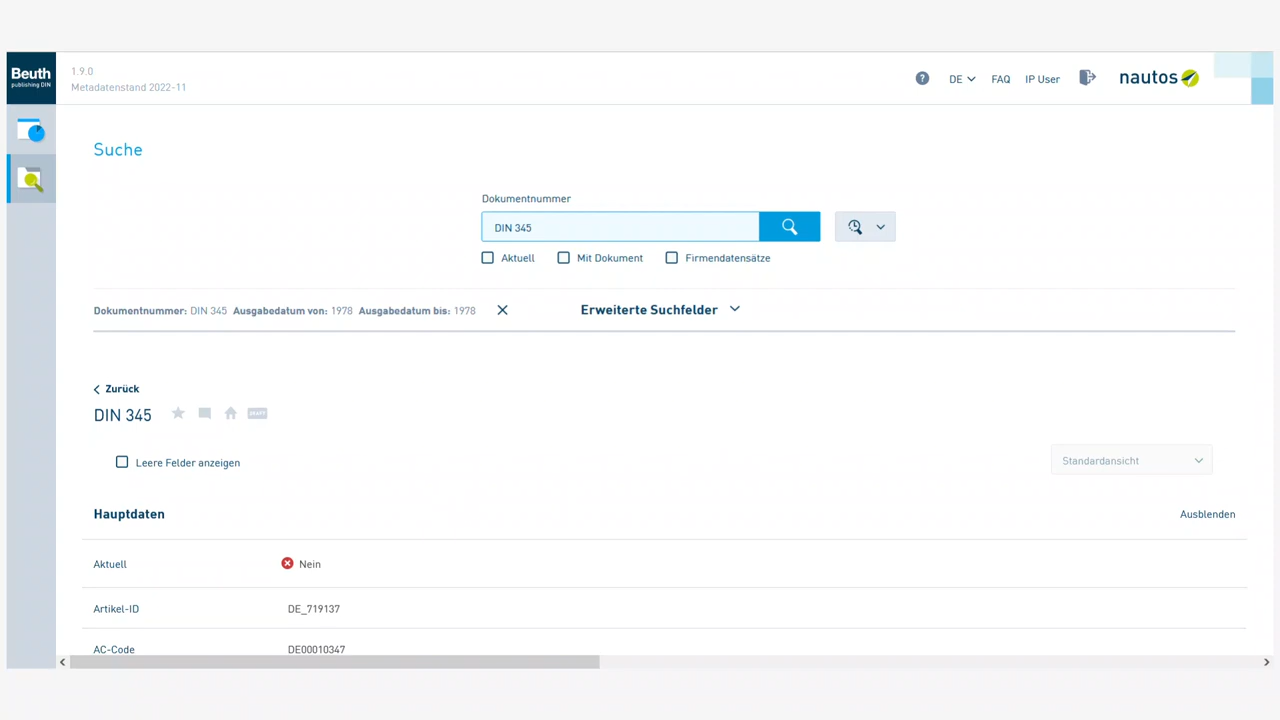 Beuth
publishing DIN
1.9.0
Metadatenstand 2022-11
?
DE
FAQ
IP User
nautos
Suche
Dokumentnummer
DIN 345
Aktuell
Mit Dokument
Firmendatensätze
Dokumentnummer: DIN 345 Ausgabedatum von: 1978 Ausgabedatum bis: 1978
Erweiterte Suchfelder
Zurück
DIN 345
DRAFT
Leere Felder anzeigen
Standardansicht
Hauptdaten
Ausblenden
Aktuell
Nein
Artikel-ID
DE_719137
AC-Code
DE00010347